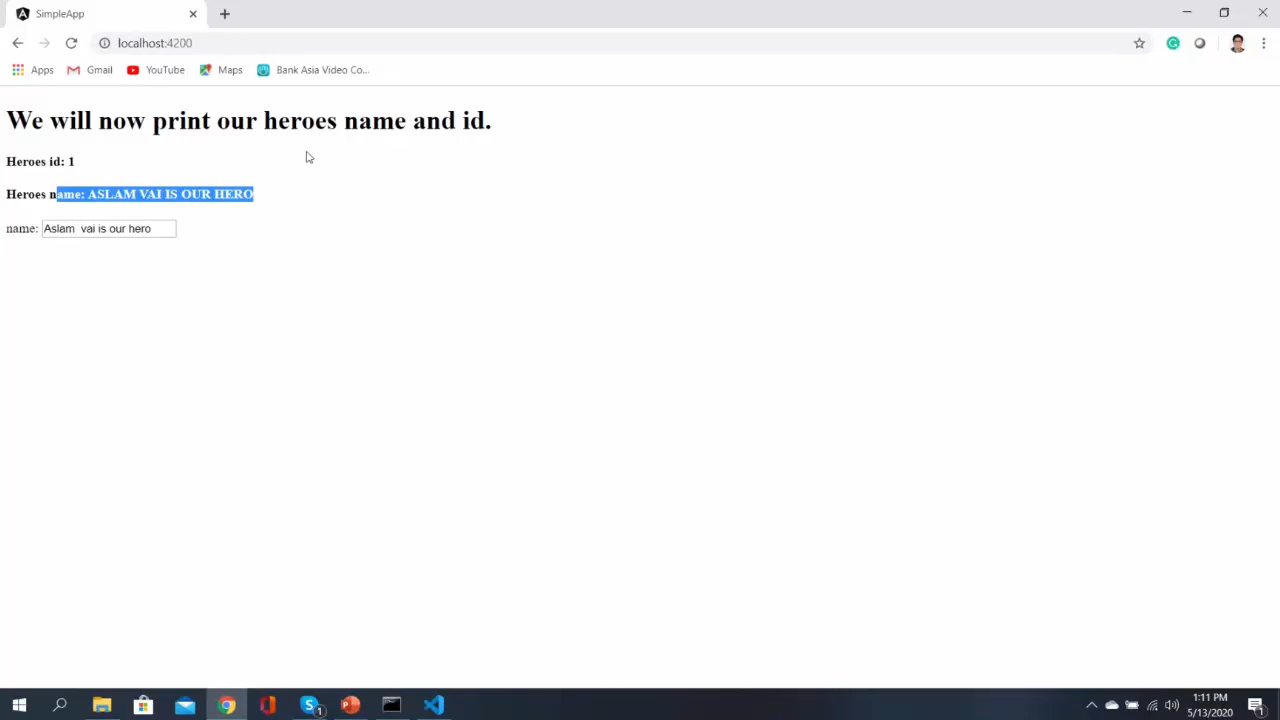 SimpleApp
localhost:4200
Apps Gmail YouTube Maps Bank Asia Video Co...
We will now print our heroes name and id.
Heroes id: 1
Heroes name: ASLAM VAI IS OUR HERO
name: Aslam  vai is our hero
1:11 PM
5/13/2020